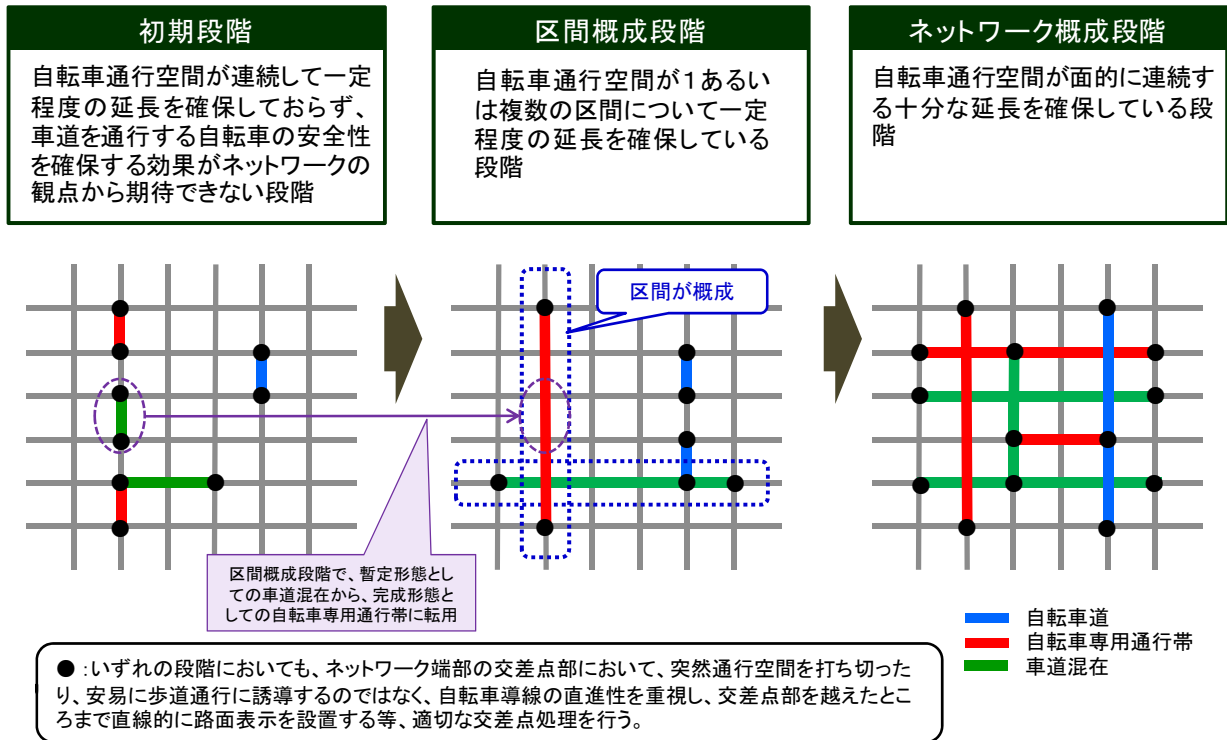 初期段階
自転車通行空間が連続して一定
程度の延長を確保しておらず、
車道を通行する自転車の安全性
を確保する効果がネットワークの
観点から期待できない段階
区間概成段階
自転車通行空間が1あるい
は複数の区間について一定
程度の延長を確保している
段階
ネットワーク概成段階
自転車通行空間が面的に連続
する十分な延長を確保している段
階
区間が概成
区間概成段階で、暫定形態とし
ての車道混在から、完成形態と
しての自転車専用通行帯に転用
自転車道
自転車専用通行帯
車道混在
●:いずれの段階においても、ネットワーク端部の交差点部において、突然通行空間を打ち切った
り、安易に歩道通行に誘導するのではなく、自転車導線の直進性を重視し、交差点部を越えたとこ
ろまで直線的に路面表示を設置する等、適切な交差点処理を行う。